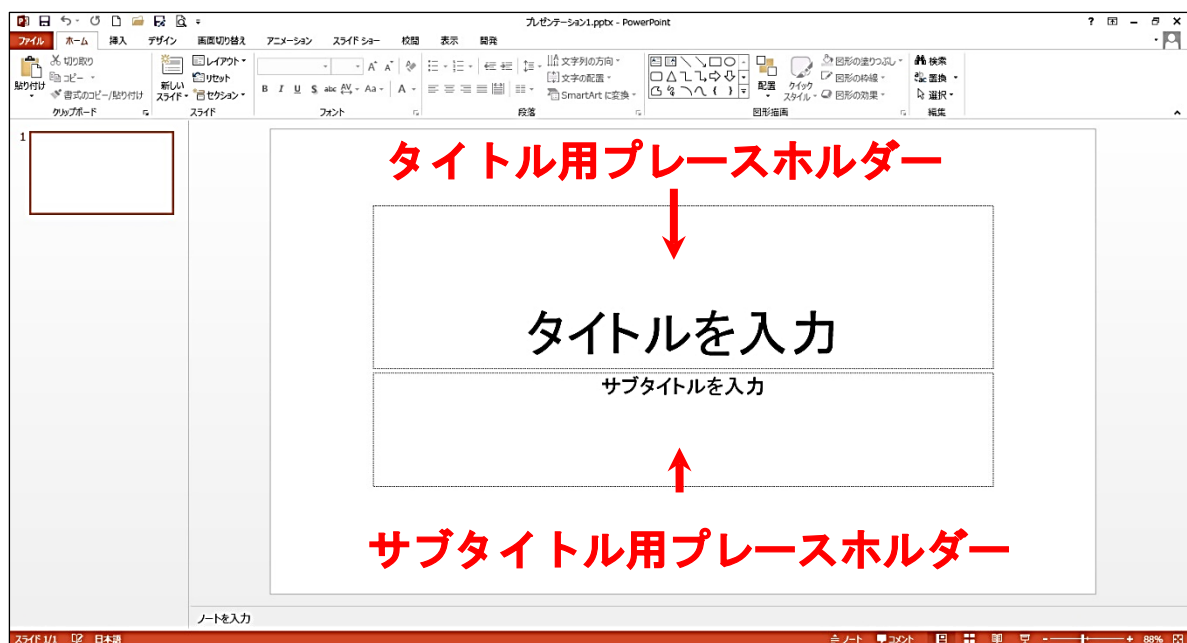 プレゼンテーション1.pptx - PowerPoint
ファイル ホーム 挿入 デザイン 画面切り替え アニメーション スライド ショー 校閲 表示 開発
貼り付け
切り取り
コピー
書式のコピー/貼り付け
クリップボード
新しいスライド
レイアウト
リセット
セクション
スライド
B I U S abc AV Aa A
フォント
文字列の方向
文字の配置
SmartArt に変換
段落
配置
クイック スタイル
図形の塗りつぶし
図形の枠線
図形の効果
図形描画
検索
置換
選択
編集
1
タイトル用プレースホルダー
タイトルを入力
サブタイトルを入力
サブタイトル用プレースホルダー
ノートを入力
スライド 1/1 日本語 ノート コメント 88%